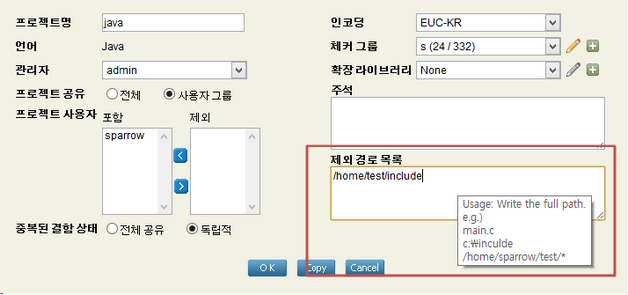 프로젝트명 java
언어 Java
관리자 admin
프로젝트 공유 전체 사용자 그룹
프로젝트 사용자 포함 제외
sparrow
중복된 결함 상태 전체 공유 독립적
인코딩 EUC-KR
체커 그룹 s (24 / 332)
확장 라이브러리 None
주석
제외 경로 목록
/home/test/include
Usage: Write the full path.
e.g.)
main.c
c:₩inculde
/home/sparrow/test/*
OK Copy Cancel